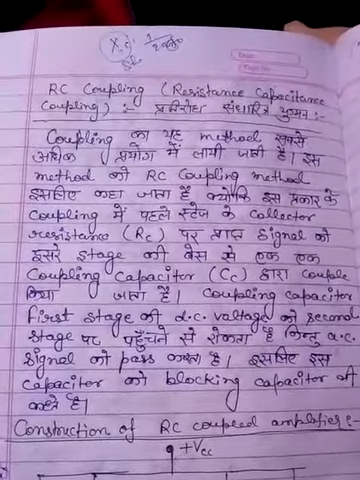 RC Coupling (Resistance Capacitance
Coupling) :- प्रतिरोध संधारित्र युग्मन :-
Coupling का यह method सबसे
अधिक प्रयोग में लायी जाती है। इस
method को RC Coupling method
इसलिए कहा जाता है क्योंकि इस प्रकार के
Coupling में पहले स्टेज के Collector
resistance (Rc) पर प्राप्त signal को
दूसरे stage की बेस से एक
Coupling Capacitor (Cc) द्वारा couple
किया जाता है। Coupling capacitor
first stage की d.c. voltage को second
stage पर पहुँचने से रोकता है किन्तु a.c.
signal को pass करता है। इसलिए इस
capacitor को blocking capacitor भी
कहते है।
Construction of RC coupled amplifier :-
+Vcc